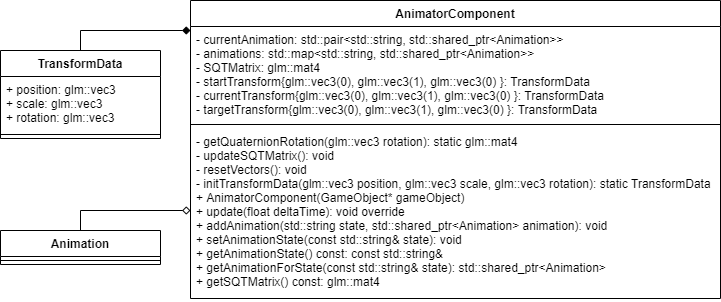 TransformData
+ position: glm::vec3
+ scale: glm::vec3
+ rotation: glm::vec3
Animation
AnimatorComponent
- currentAnimation: std::pair<std::string, std::shared_ptr<Animation>>
- animations: std::map<std::string, std::shared_ptr<Animation>>
- SQTMatrix: glm::mat4
- startTransform{glm::vec3(0), glm::vec3(1), glm::vec3(0) }: TransformData
- currentTransform{glm::vec3(0), glm::vec3(1), glm::vec3(0) }: TransformData
- targetTransform{glm::vec3(0), glm::vec3(1), glm::vec3(0) }: TransformData
- getQuaternionRotation(glm::vec3 rotation): static glm::mat4
- updateSQTMatrix(): void
- resetVectors(): void
- initTransformData(glm::vec3 position, glm::vec3 scale, glm::vec3 rotation): static TransformData
+ AnimatorComponent(GameObject* gameObject)
+ update(float deltaTime): void override
+ addAnimation(std::string state, std::shared_ptr<Animation> animation): void
+ setAnimationState(const std::string& state): void
+ getAnimationState() const: const std::string&
+ getAnimationForState(const std::string& state): std::shared_ptr<Animation>
+ getSQTMatrix() const: glm::mat4